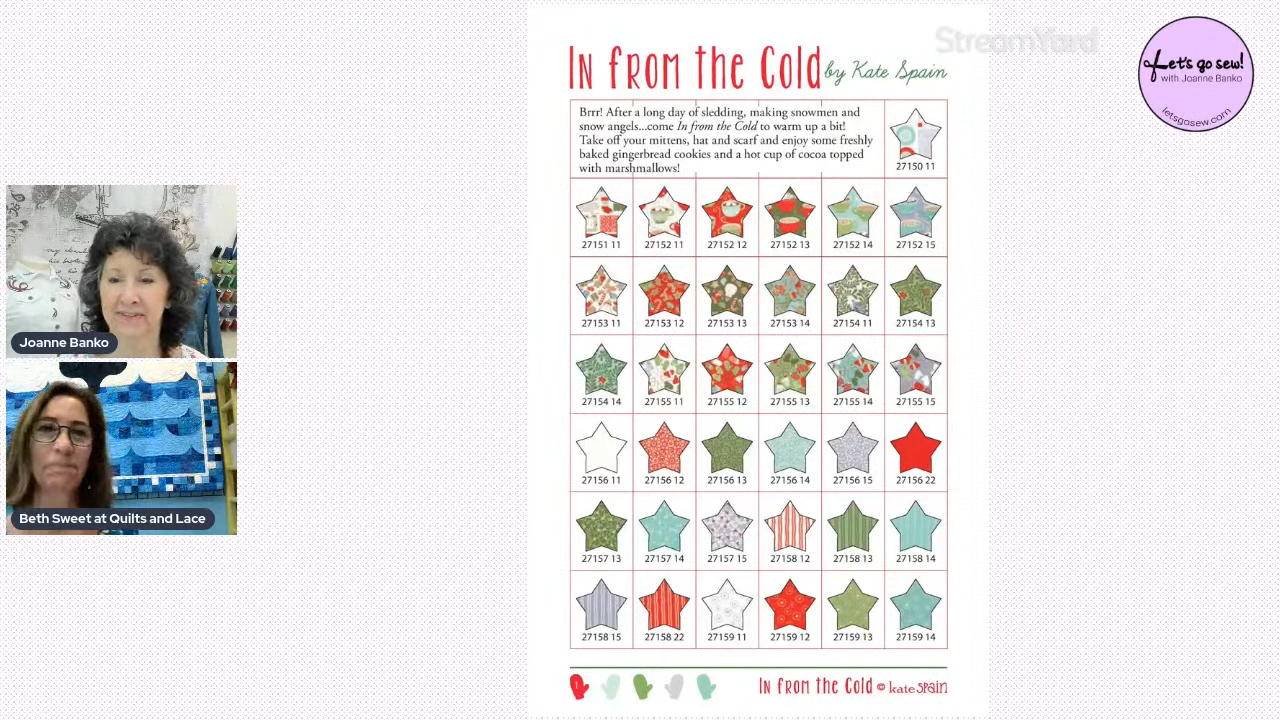 StreamYard
Let's go sew!
with Joanne Banko
letsgosew.com
In from the Cold by Kate Spain
Brrr! After a long day of sledding, making snowmen and
snow angels...come In from the Cold to warm up a bit!
Take off your mittens, hat and scarf and enjoy some freshly
baked gingerbread cookies and a hot cup of cocoa topped
with marshmallows!
27150 11
27151 11 27152 11 27152 12 27152 13 27152 14 27152 15
27153 11 27153 12 27153 13 27153 14 27154 11 27154 13
27154 14 27155 11 27155 12 27155 13 27155 14 27155 15
27156 11 27156 12 27156 13 27156 14 27156 15 27156 22
27157 13 27157 14 27157 15 27158 12 27158 13 27158 14
27158 15 27158 22 27159 11 27159 12 27159 13 27159 14
In from the Cold © kate spain
Joanne Banko
Beth Sweet at Quilts and Lace